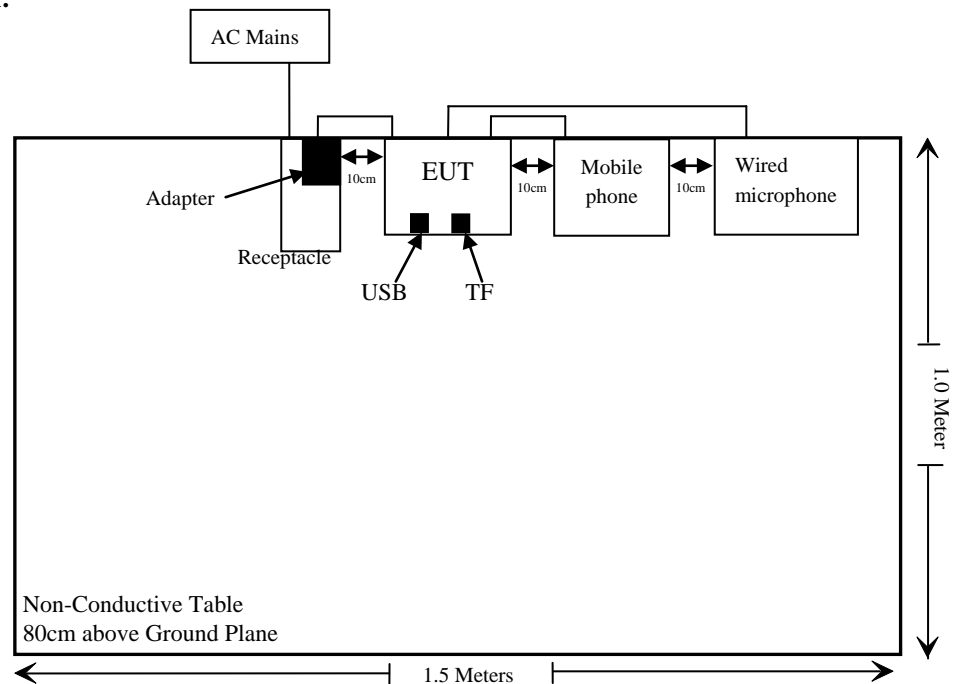 AC Mains
EUT
Mobile
phone
Wired
microphone
10cm
10cm
10cm
Adapter
Receptacle
USB
TF
1.0 Meter
Non-Conductive Table
80cm above Ground Plane
1.5 Meters